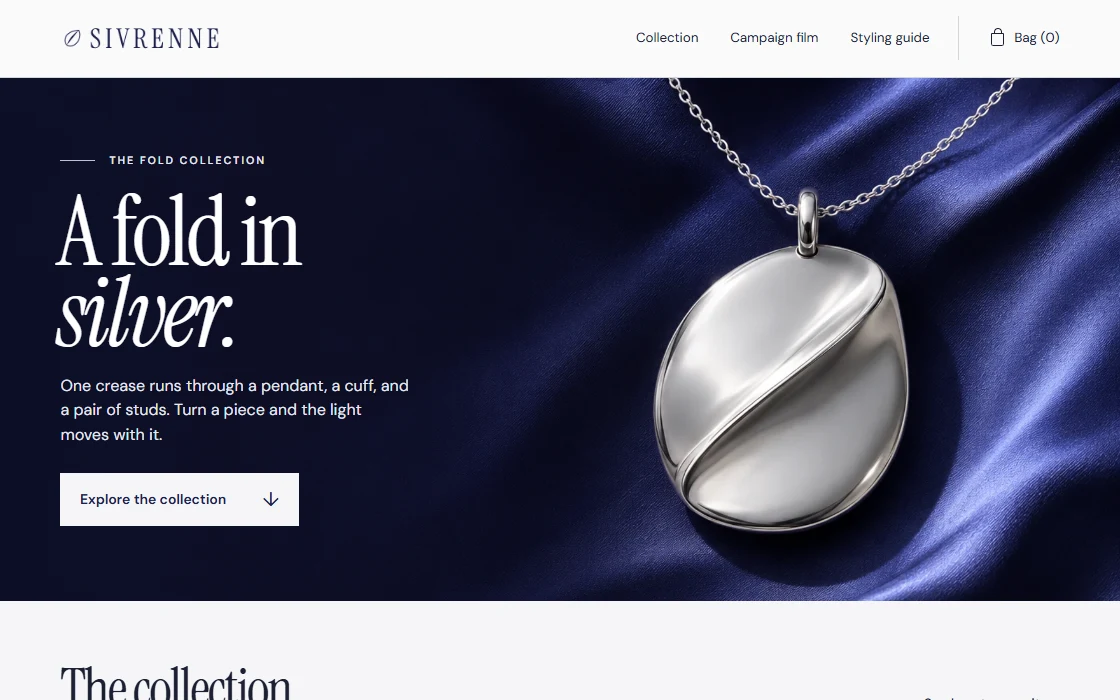 SIVRENNE
Collection
Campaign film
Styling guide
Bag (0)
THE FOLD COLLECTION
A fold in
silver.
One crease runs through a pendant, a cuff, and
a pair of studs. Turn a piece and the light
moves with it.
Explore the collection
The collection